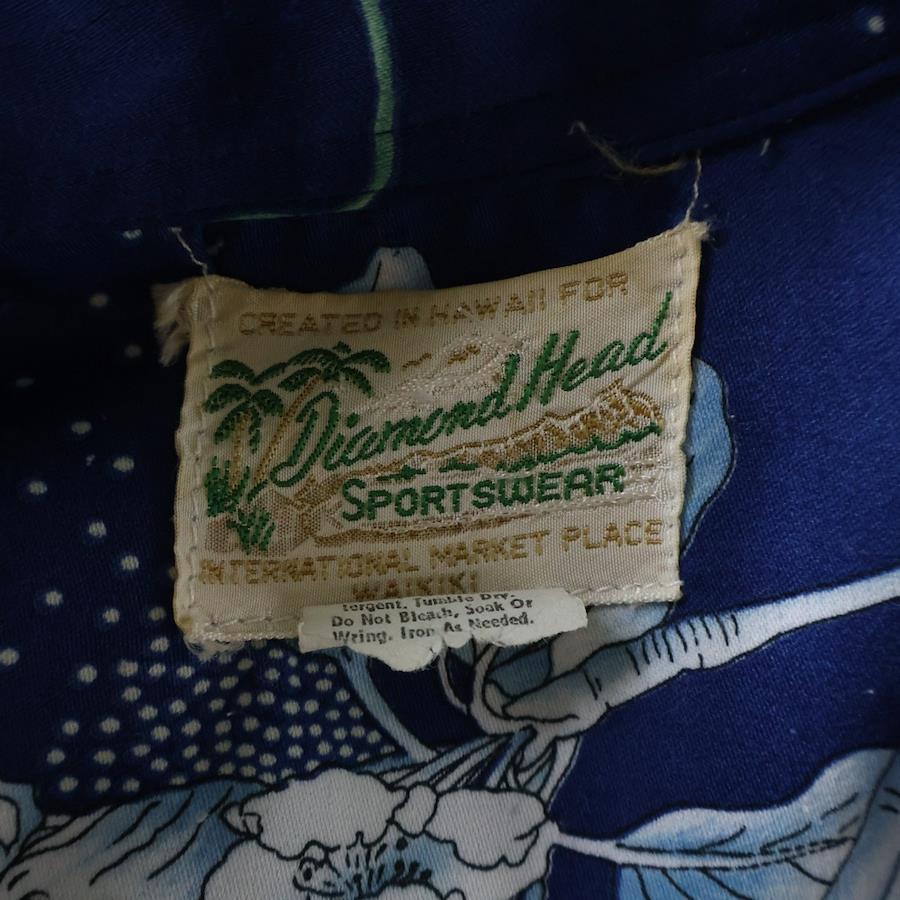 CREATED IN HAWAII FOR
Diamond Head
SPORTSWEAR
INTERNATIONAL MARKET PLACE
WAIKIKI
tergent. Tumble Dry.
Do Not Bleach, Soak Or
Wring. Iron As Needed.